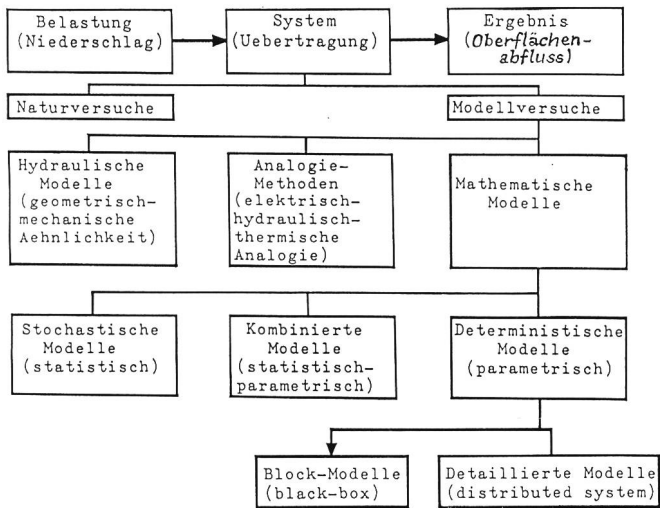 Belastung
(Niederschlag)
System
(Uebertragung)
Ergebnis
(Oberflächen-
abfluss)
Naturversuche
Modellversuche
Hydraulische
Modelle
(geometrisch-
mechanische
Aehnlichkeit)
Analogie-
Methoden
(elektrisch-
hydraulisch-
thermische
Analogie)
Mathematische
Modelle
Stochastische
Modelle
(statistisch)
Kombinierte
Modelle
(statistisch-
parametrisch)
Deterministische
Modelle
(parametrisch)
Block-Modelle
(black-box)
Detaillierte Modelle
(distributed system)